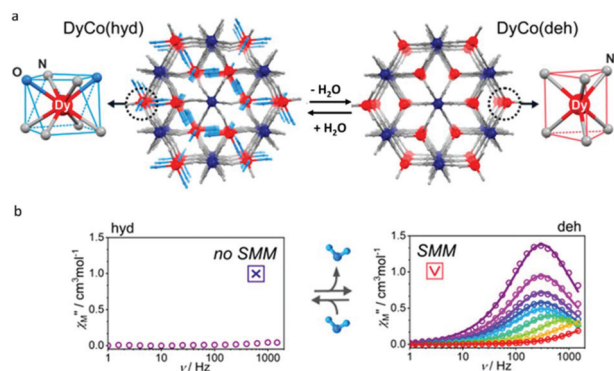 a
DyCo(hyd)
DyCo(deh)
N
O
Dy
- H₂O
+ H₂O
N
Dy
b
hyd
no SMM
χM'' / cm³mol⁻¹
1.5
1.0
0.5
0.0
1 10 100 1000
ν/ Hz
deh
SMM
χM'' / cm³mol⁻¹
1.5
1.0
0.5
0.0
1 10 100 1000
ν/ Hz